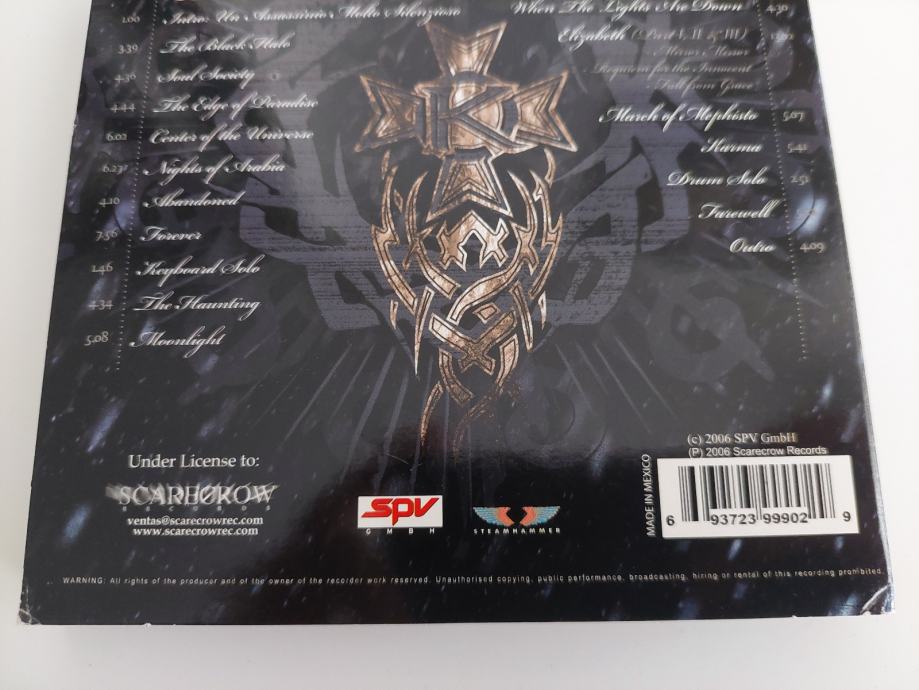 1.00 Intro: Un Assassinio Molto Silenzioso
3.39 The Black Halo
4.36 Soul Society
4.44 The Edge of Paradise
6.02 Center of the Universe
6.27 Nights of Arabia
4.10 Abandoned
7.56 Forever
1.46 Keyboard Solo
4.34 The Haunting
5.08 Moonlight
When The Lights Are Down 4.30
Elizabeth (Part I, II & III)
- Mirror Mirror
- Requiem for the Innocent
- Fall from Grace
March of Mephisto 5.07
Karma 5.41
Drum Solo 2.51
Farewell
Outro 4.09
K
Under License to:
SCARECROW
RECORDS
ventas@scarecrowrec.com
www.scarecrowrec.com
SPV
GMBH
STEAMHAMMER
(c) 2006 SPV GmbH
(P) 2006 Scarecrow Records
MADE IN MEXICO
6 93723 99902 9
WARNING: All rights of the producer and of the owner of the recorder work reserved. Unauthorised copying, public performance, broadcasting, hiring or rental of this recording prohibited.